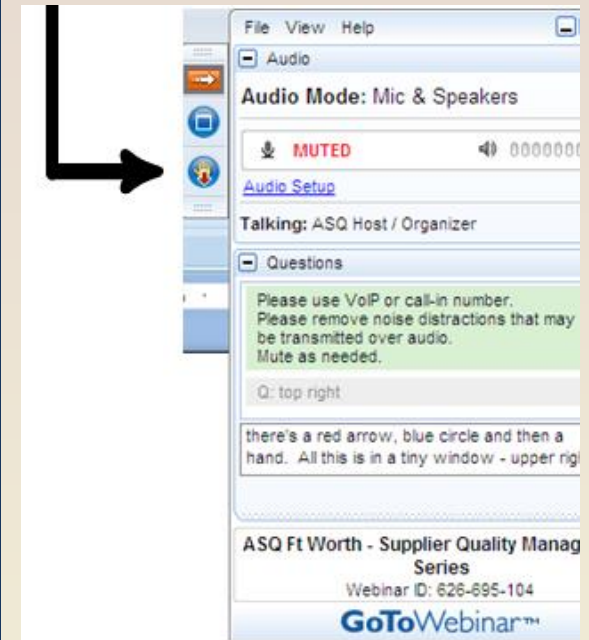 File View Help
Audio
Audio Mode: Mic & Speakers
MUTED
Audio Setup
Talking: ASQ Host / Organizer
Questions
Please use VoIP or call-in number.
Please remove noise distractions that may
be transmitted over audio.
Mute as needed.
Q: top right
there's a red arrow, blue circle and then a
hand. All this is in a tiny window - upper rig
ASQ Ft Worth - Supplier Quality Manag
Series
Webinar ID: 626-695-104
GoToWebinar™